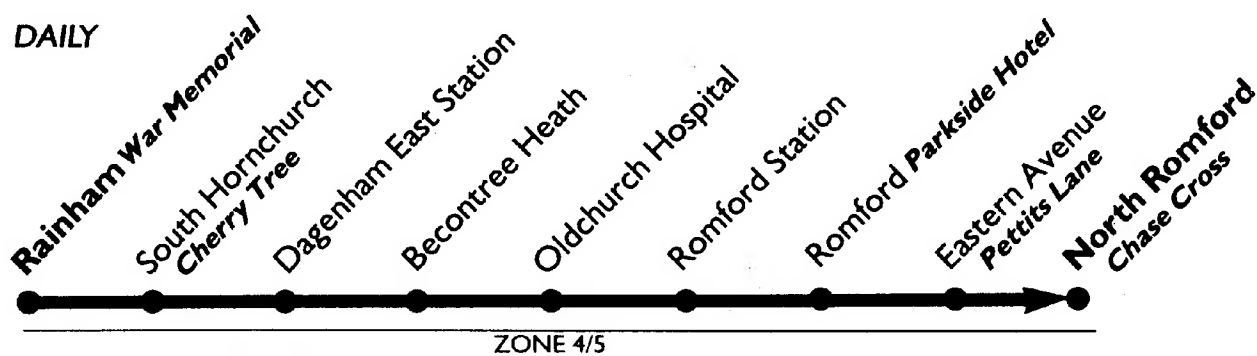 DAILY
Rainham War Memorial
South Hornchurch
Cherry Tree
Dagenham East Station
Becontree Heath
Oldchurch Hospital
Romford Station
Romford Parkside Hotel
Eastern Avenue
Pettits Lane
North Romford
Chase Cross
ZONE 4/5